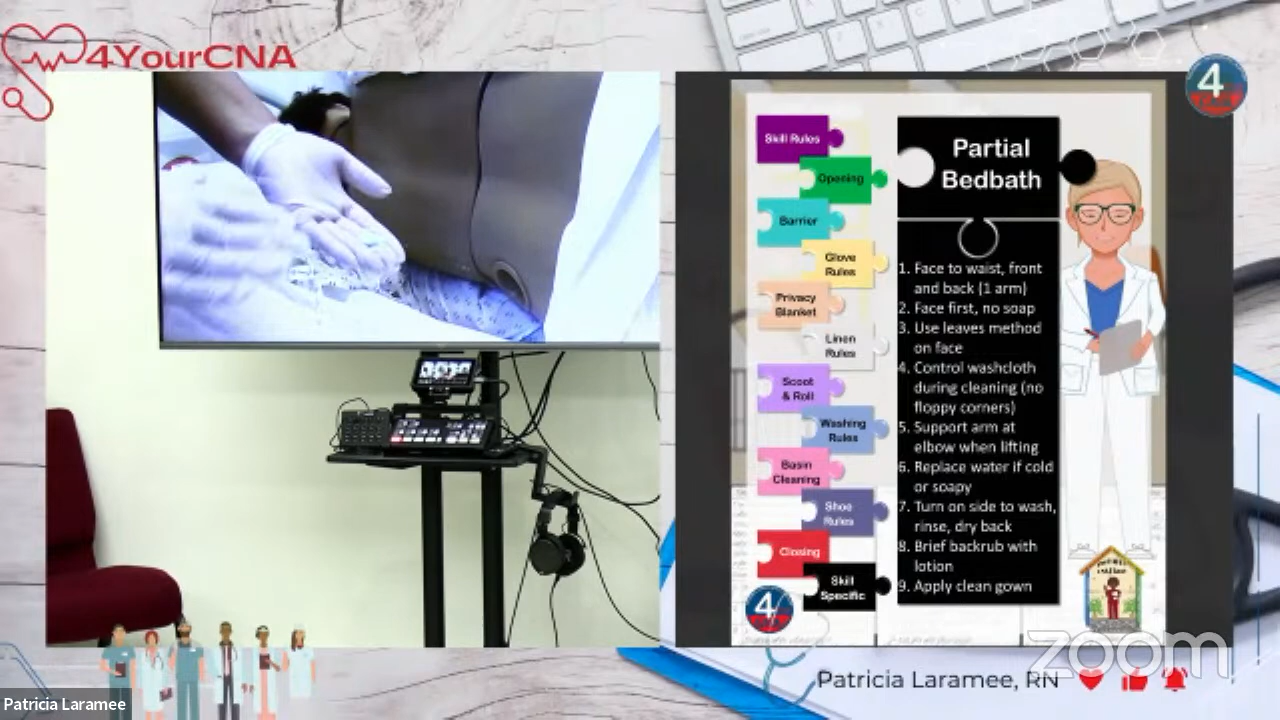 4YourCNA
4
Skill Rules
Opening
Barrier
Glove
Rules
Privacy
Blanket
Linen
Rules
Scoot
& Roll
Washing
Rules
Basin
Cleaning
Shoe
Rules
Closing
Skill
Specific
4
Partial
Bedbath
1. Face to waist, front
and back (1 arm)
2. Face first, no soap
3. Use leaves method
on face
4. Control washcloth
during cleaning (no
floppy corners)
5. Support arm at
elbow when lifting
6. Replace water if cold
or soapy
7. Turn on side to wash,
rinse, dry back
8. Brief backrub with
lotion
9. Apply clean gown
zoom
Patricia Laramee, RN
Patricia Laramee